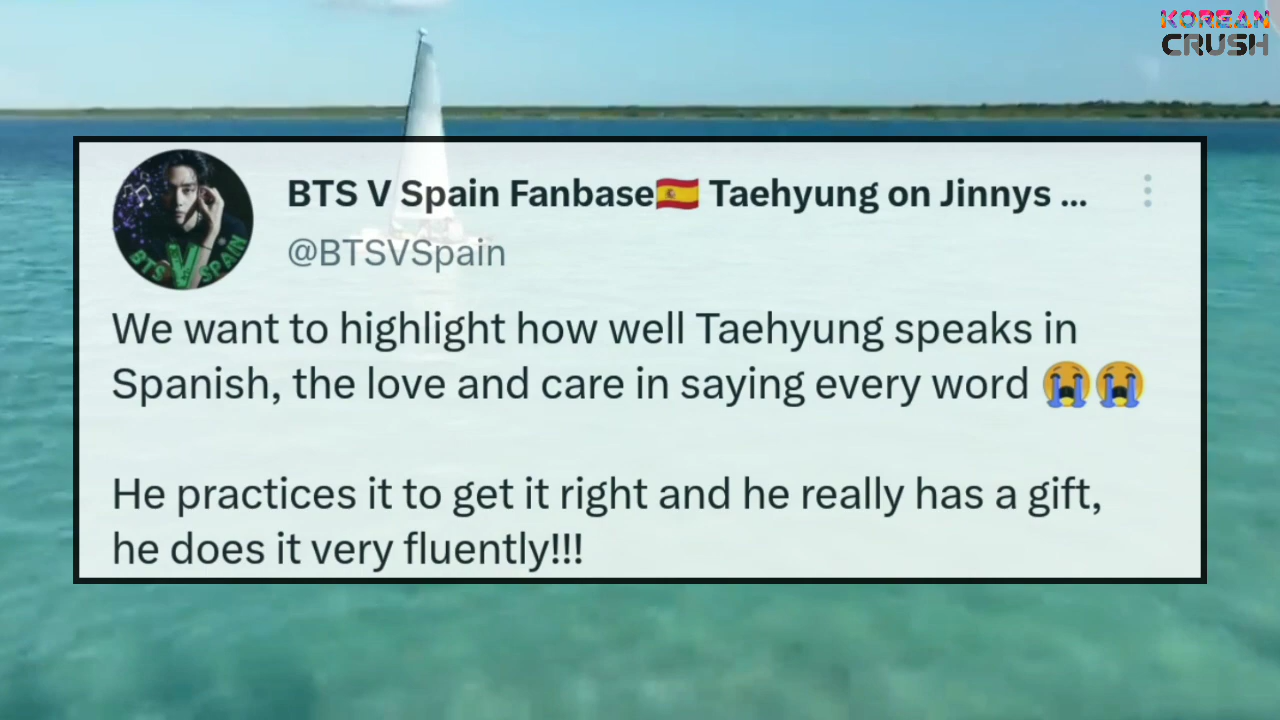 KOREAN
CRUSH
BTS V Spain Fanbase🇪🇸 Taehyung on Jinnys ...
@BTSVSpain
BTS V SPAIN
We want to highlight how well Taehyung speaks in
Spanish, the love and care in saying every word 😭😭
He practices it to get it right and he really has a gift,
he does it very fluently!!!